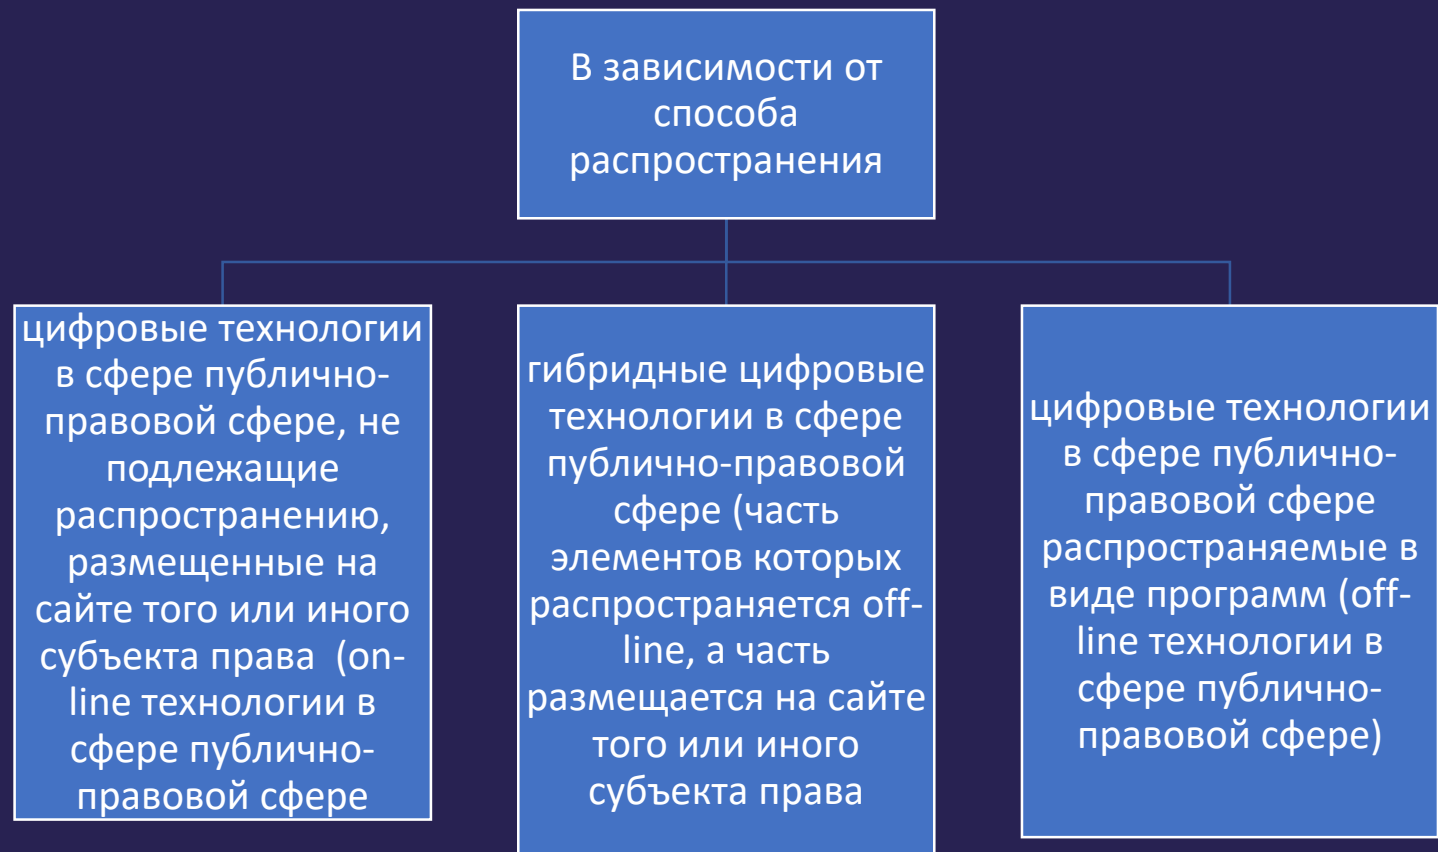 В зависимости от
способа
распространения
цифровые технологии
в сфере публично-
правовой сфере, не
подлежащие
распространению,
размещенные на
сайте того или иного
субъекта права  (on-
line технологии в
сфере публично-
правовой сфере
гибридные цифровые
технологии в сфере
публично-правовой
сфере (часть
элементов которых
распространяется off-
line, а часть
размещается на сайте
того или иного
субъекта права
цифровые технологии
в сфере публично-
правовой сфере
распространяемые в
виде программ (off-
line технологии в
сфере публично-
правовой сфере)